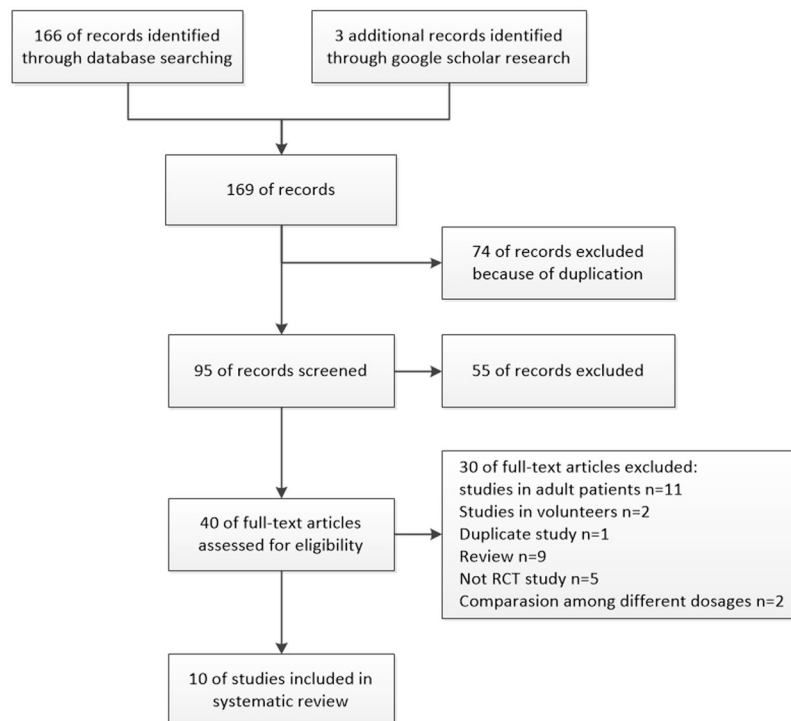 166 of records identified
through database searching
3 additional records identified
through google scholar research
169 of records
74 of records excluded
because of duplication
95 of records screened
55 of records excluded
40 of full-text articles
assessed for eligibility
30 of full-text articles excluded:
studies in adult patients n=11
Studies in volunteers n=2
Duplicate study n=1
Review n=9
Not RCT study n=5
Comparasion among different dosages n=2
10 of studies included in
systematic review